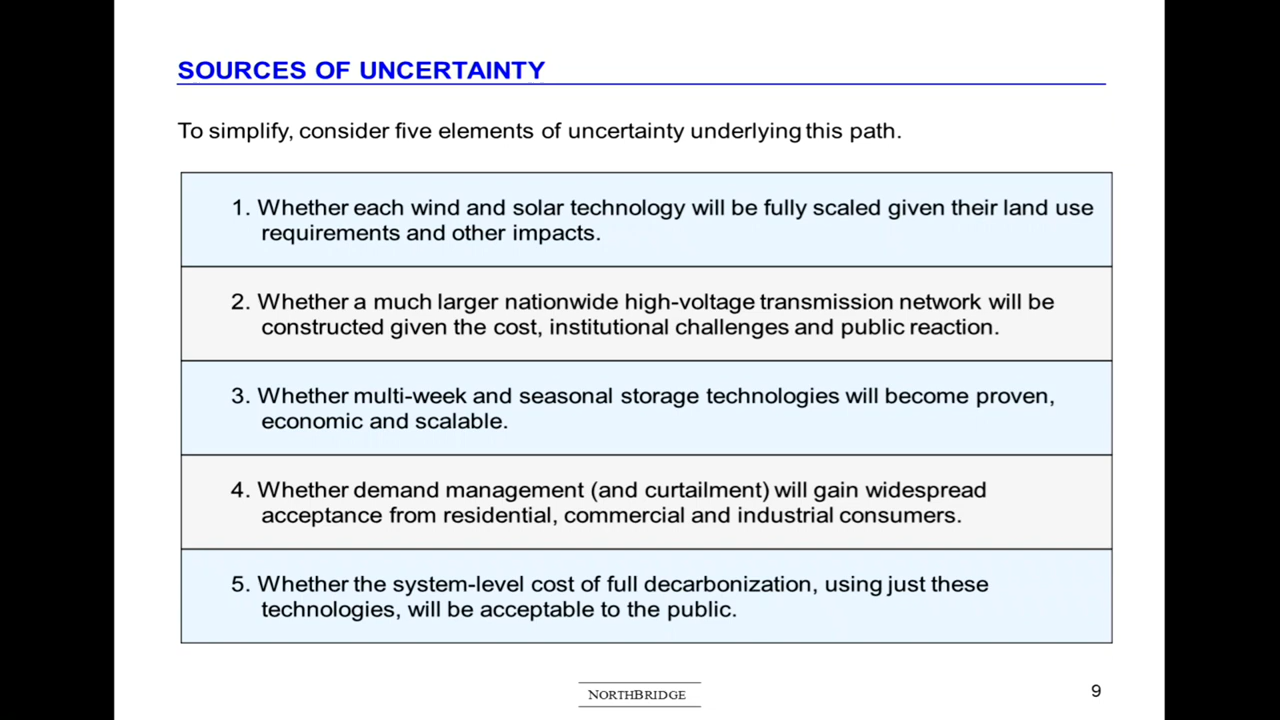 SOURCES OF UNCERTAINTY
To simplify, consider five elements of uncertainty underlying this path.
1. Whether each wind and solar technology will be fully scaled given their land use
requirements and other impacts.
2. Whether a much larger nationwide high-voltage transmission network will be
constructed given the cost, institutional challenges and public reaction.
3. Whether multi-week and seasonal storage technologies will become proven,
economic and scalable.
4. Whether demand management (and curtailment) will gain widespread
acceptance from residential, commercial and industrial consumers.
5. Whether the system-level cost of full decarbonization, using just these
technologies, will be acceptable to the public.
NORTHBRIDGE
9